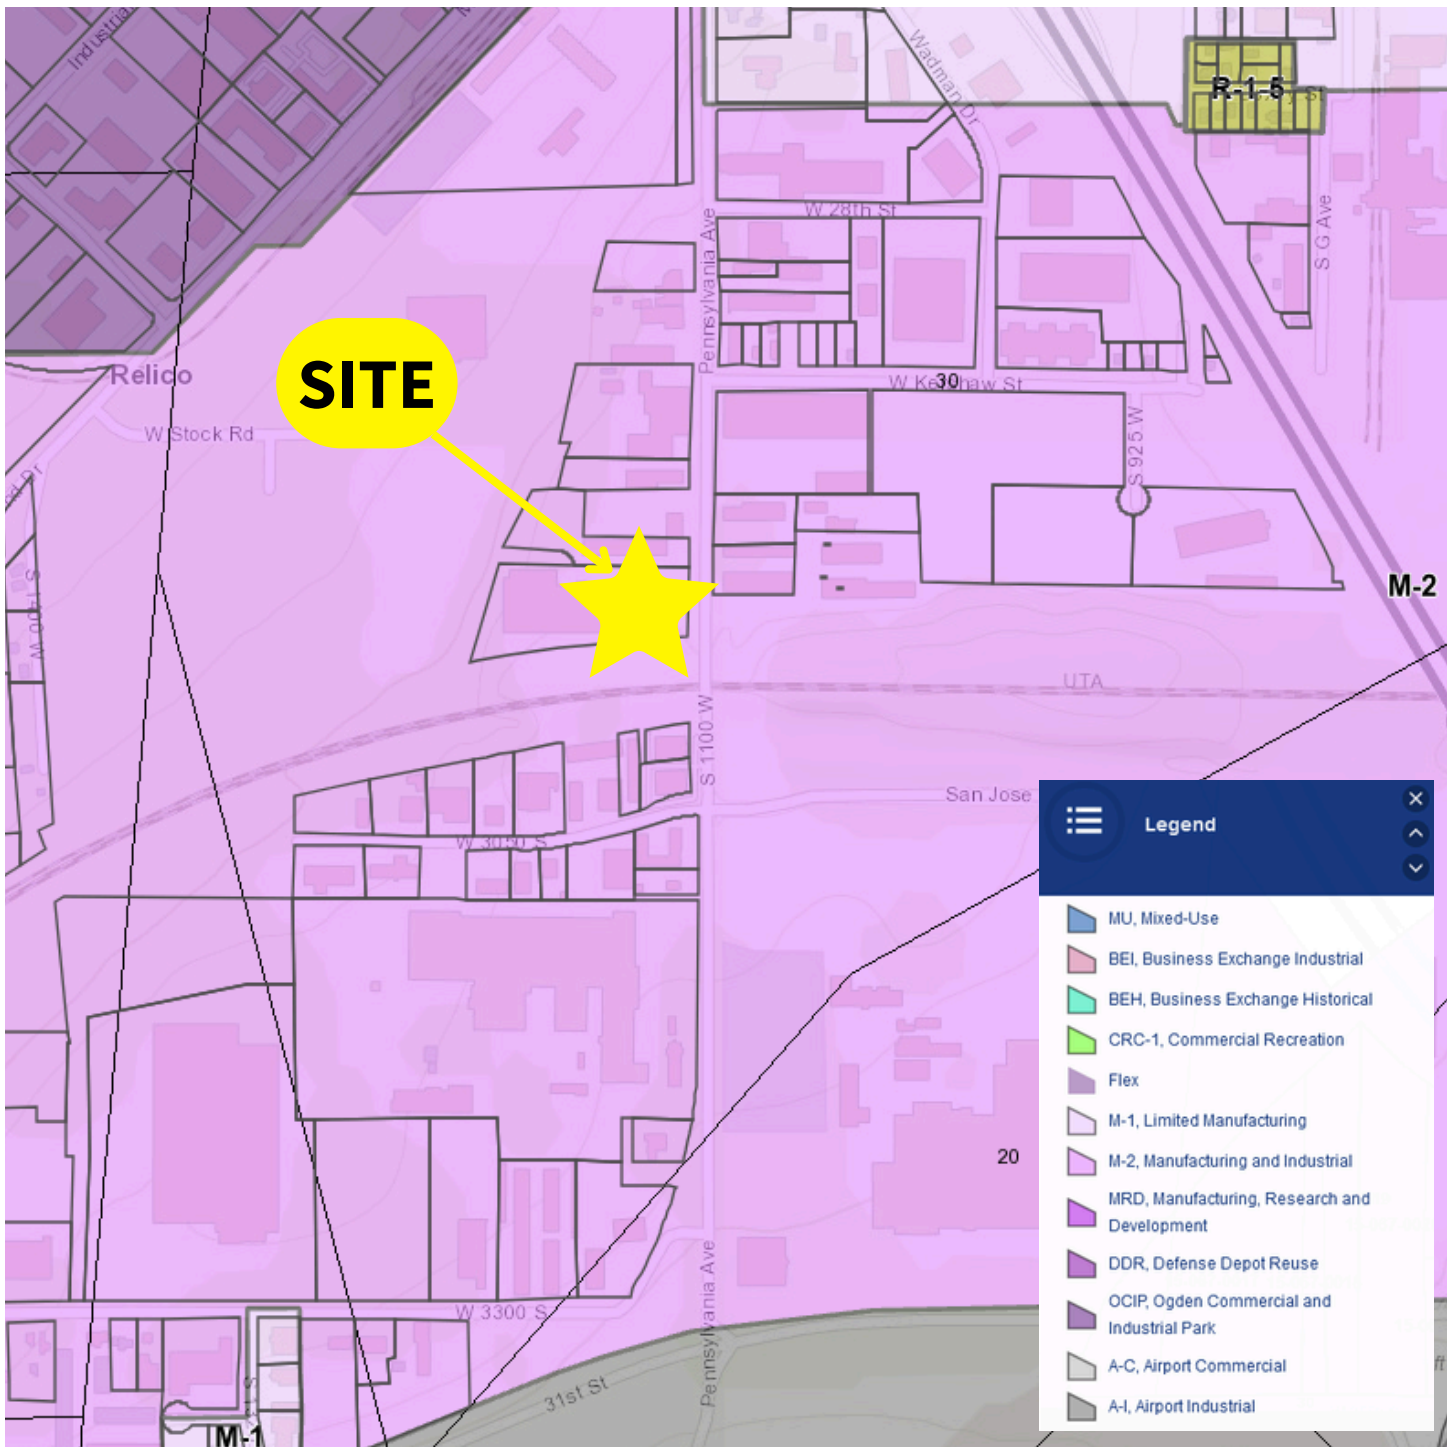 Industrial
Wadman Dr
R-1-5
W 28th St
Pennsylvania Ave
S G Ave
Relico
SITE
30
W Kershaw St
W Stock Rd
S 925 W
Dr
S 1400 W
M-2
UTA
S 1100 W
San Jose
W 3050 S
20
Pennsylvania Ave
W 3300 S
31st St
M-1
Legend
MU, Mixed-Use
BEI, Business Exchange Industrial
BEH, Business Exchange Historical
CRC-1, Commercial Recreation
Flex
M-1, Limited Manufacturing
M-2, Manufacturing and Industrial
MRD, Manufacturing, Research and
Development
DDR, Defense Depot Reuse
OCIP, Ogden Commercial and
Industrial Park
A-C, Airport Commercial
A-I, Airport Industrial